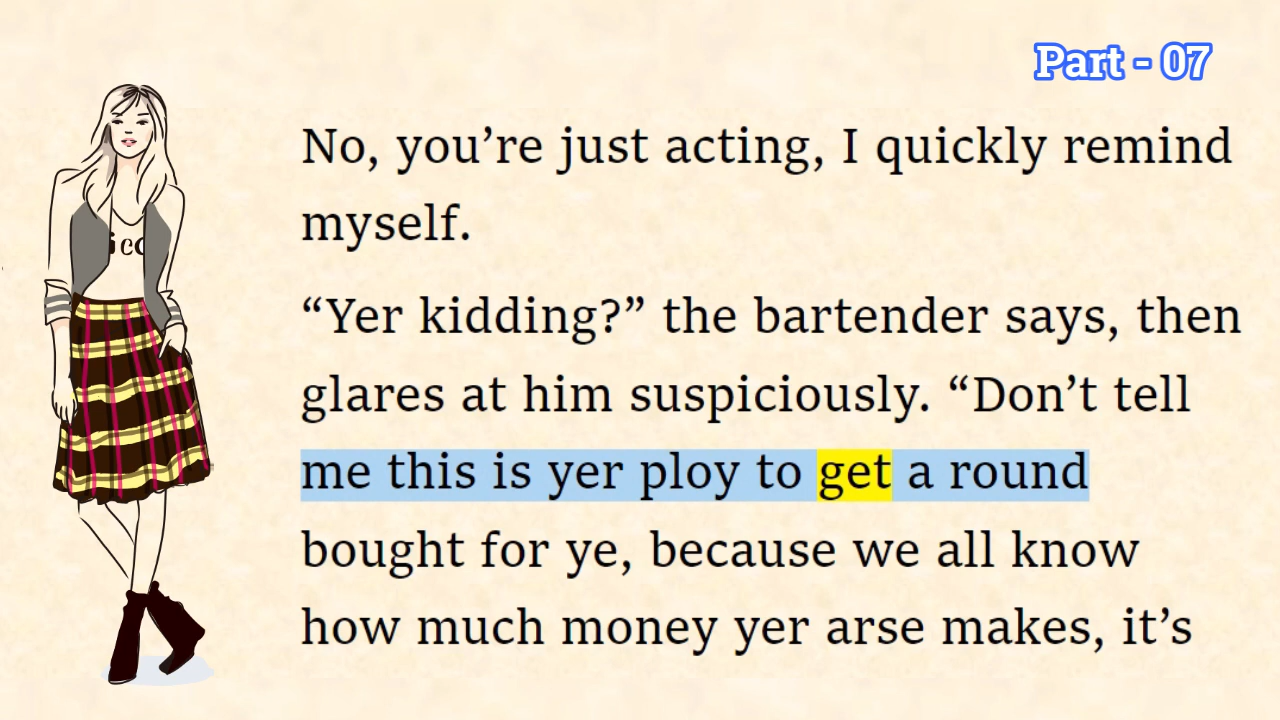 Part - 07
No, you’re just acting, I quickly remind
myself.
“Yer kidding?” the bartender says, then
glares at him suspiciously. “Don’t tell
me this is yer ploy to get a round
bought for ye, because we all know
how much money yer arse makes, it’s